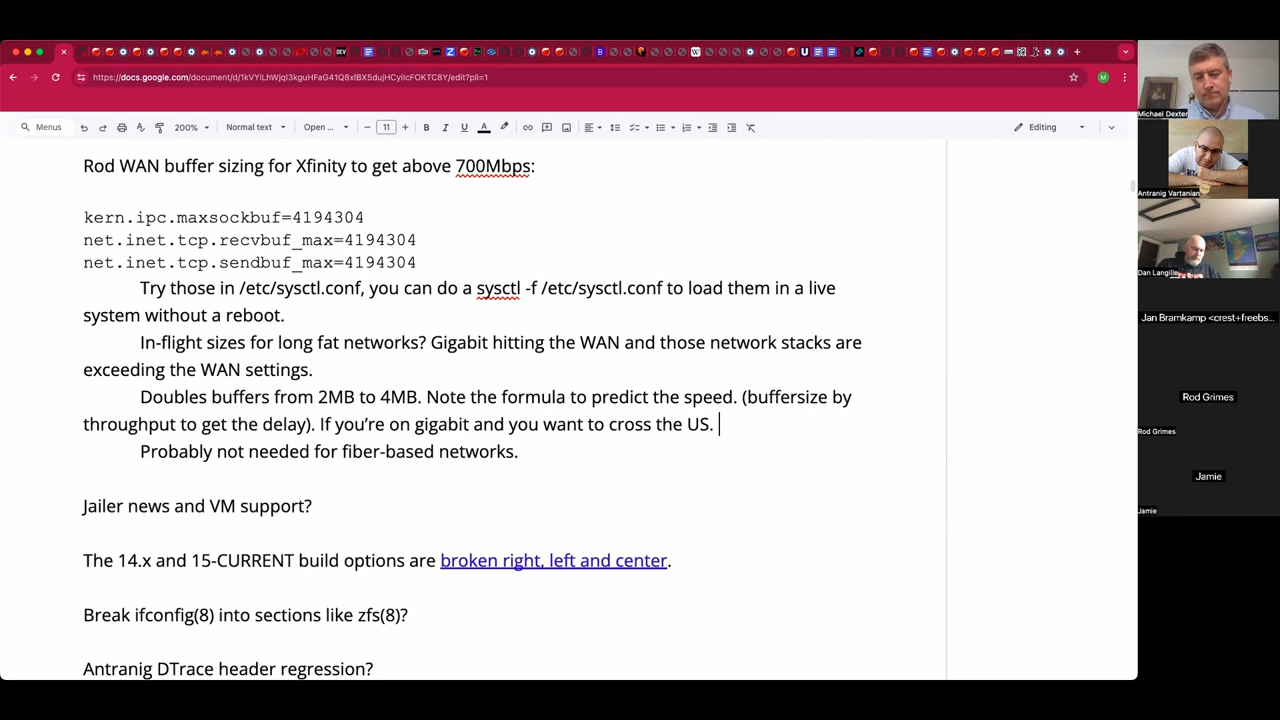 https://docs.google.com/document/d/1kVYiLhWjql3kguHFaG41Q8xlBX5dujHCyiIcFOKTC8Y/edit?pli=1
Menus
200%
Normal text
Open ...
11
Editing
Rod WAN buffer sizing for Xfinity to get above 700Mbps:
kern.ipc.maxsockbuf=4194304
net.inet.tcp.recvbuf_max=4194304
net.inet.tcp.sendbuf_max=4194304
Try those in /etc/sysctl.conf, you can do a sysctl -f /etc/sysctl.conf to load them in a live
system without a reboot.
In-flight sizes for long fat networks? Gigabit hitting the WAN and those network stacks are
exceeding the WAN settings.
Doubles buffers from 2MB to 4MB. Note the formula to predict the speed. (buffersize by
throughput to get the delay). If you’re on gigabit and you want to cross the US.
Probably not needed for fiber-based networks.
Jailer news and VM support?
The 14.x and 15-CURRENT build options are broken right, left and center.
Break ifconfig(8) into sections like zfs(8)?
Antranig DTrace header regression?
Michael Dexter
Antranig Vartanian
Dan Langille
Jan Bramkamp <crest+freebs...
Rod Grimes
Rod Grimes
Jamie
Jamie